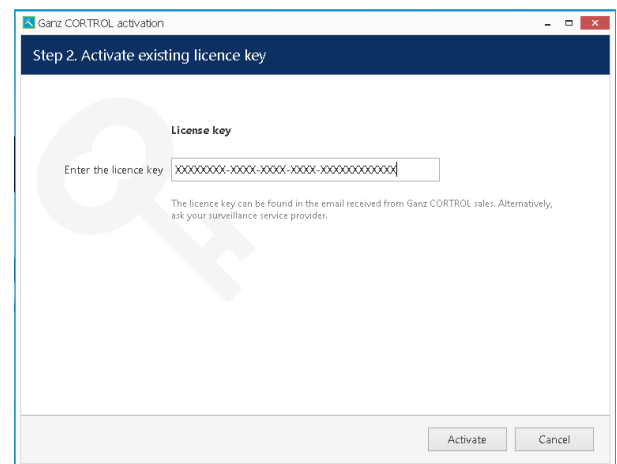 Ganz CORTROL activation
Step 2. Activate existing licence key
License key
Enter the licence key XXXXXXXX-XXXX-XXXX-XXXX-XXXXXXXXXXXX
The licence key can be found in the email received from Ganz CORTROL sales. Alternatively,
ask your surveillance service provider.
Activate Cancel